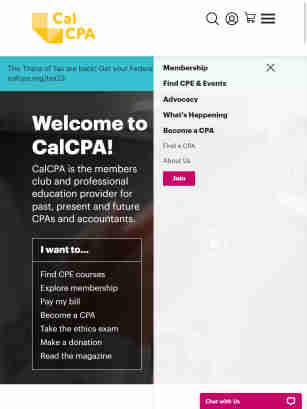 Cal
CPA
The Titans of Tax are back! Get your Federa
calcpa.org/tax23
Membership
Find CPE & Events
Advocacy
What's Happening
Become a CPA
Find a CPA
About Us
Join
Welcome to
CalCPA!
CalCPA is the members
club and professional
education provider for
past, present and future
CPAs and accountants.
I want to...
Find CPE courses
Explore membership
Pay my bill
Become a CPA
Take the ethics exam
Make a donation
Read the magazine
Chat with Us